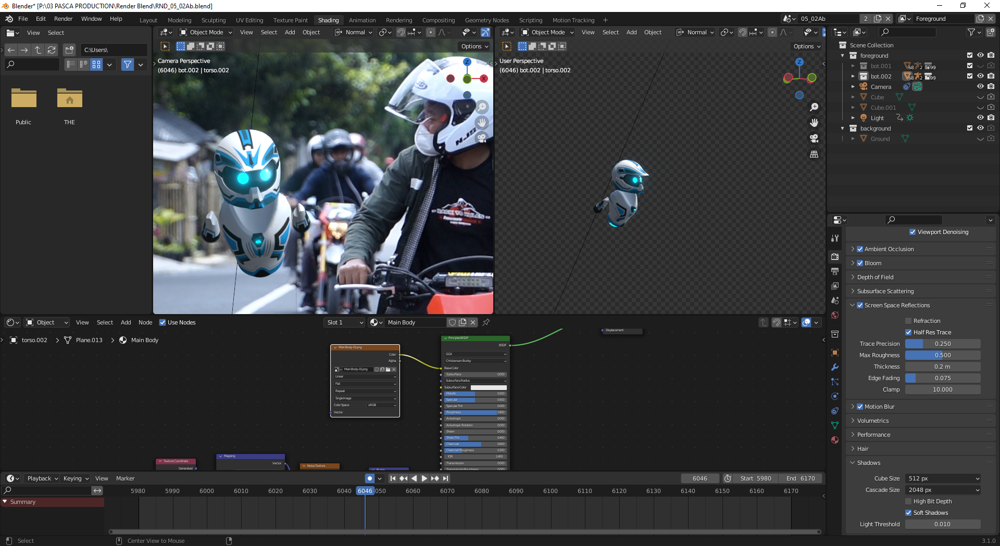 Blender* [P:\03 PASCA PRODUCTION\Render Blend\RND_05_02Ab.blend]
File Edit Render Window Help
Layout Modeling Sculpting UV Editing Texture Paint Shading Animation Rendering Compositing Geometry Nodes Scripting Motion Tracking +
05_02Ab 2 Foreground
View Select
C:\Users\
Public THE
Object Mode View Select Add Object Normal
Options
Camera Perspective
(6046) bot.002 | torso.002
Z X
NJS
BACK TO RULES
Object Mode View Select Add Object Normal
Options
User Perspective
(6046) bot.002 | torso.002
Z
Scene Collection
foreground
bot.001 68 2 +99
bot.002 68 2 +99
Camera
Cube
Cube.001
Light
background
Ground
Viewport Denoising
Ambient Occlusion
Bloom
Depth of Field
Subsurface Scattering
Screen Space Reflections
Refraction
Half Res Trace
Trace Precision 0.250
Max Roughness 0.500
Thickness 0.2 m
Edge Fading 0.075
Clamp 10.000
Motion Blur
Volumetrics
Performance
Hair
Shadows
Cube Size 512 px
Cascade Size 2048 px
High Bit Depth
Soft Shadows
Light Threshold 0.010
Object View Select Add Node Use Nodes Slot 1 Main Body
torso.002 > Plane.013 > Main Body
MainBody-01.png
Color
Alpha
MainBody-01.png
Linear
Flat
Repeat
Single Image
Color Space sRGB
Vector
Principled BSDF
BSDF
GGX
Christensen-Burley
Base Color
Subsurface 0.000
Subsurface Radius
Subsurface Color
Metallic 0.500
Specular 0.500
Specular Tint 0.000
Roughness 0.850
Anisotropic 0.000
Anisotropic Rotation 0.000
Sheen 0.000
Sheen Tint 0.400
Clearcoat 0.600
Clearcoat Roughness 0.300
IOR 1.450
Transmission 0.000
Transmission Roughness 0.000
Displacement
Texture Coordinate
Generated
Mapping
Vector
Noise Texture
Bump
Playback Keying View Marker 6046 Start 5980 End 6170
5980 5990 6000 6010 6020 6030 6040 6046 050 6060 6070 6080 6090 6100 6110 6120 6130 6140 6150 6160 6170
Summary
Select Center View to Mouse 3.1.0